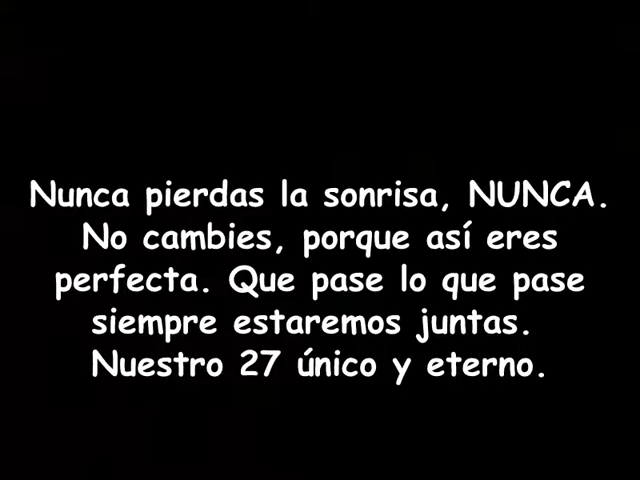 Nunca pierdas la sonrisa, NUNCA.
No cambies, porque así eres
perfecta. Que pase lo que pase
siempre estaremos juntas.
Nuestro 27 único y eterno.